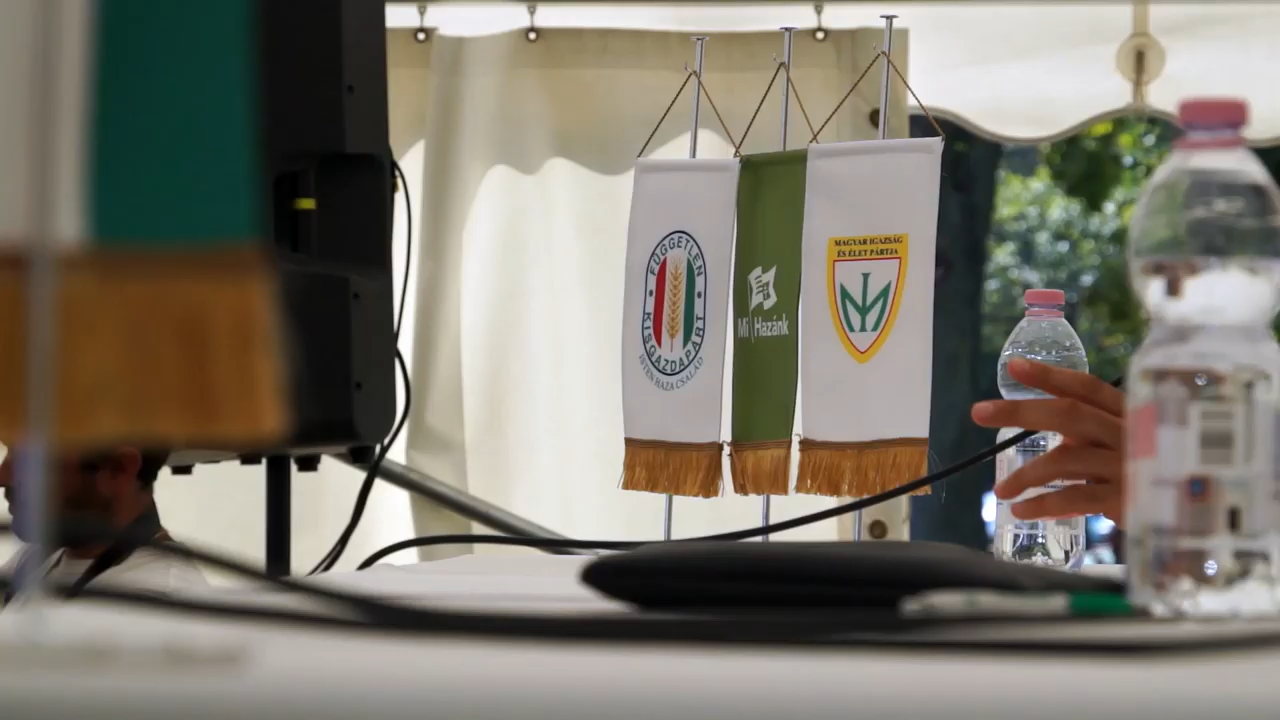 FÜGGETLEN
KISGAZDAPÁRT
ISTEN HAZA CSALÁD
Mi Hazánk
MAGYAR IGAZSÁG
ÉS ÉLET PÁRTJA